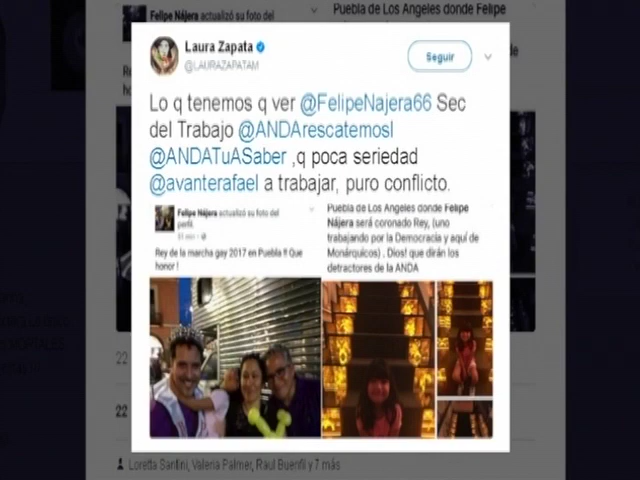 Felipe Nájera actualizó su foto del
Puebla de Los Angeles donde Felipe
Laura Zapata
@LAURAZAPATAM
Seguir
Lo q tenemos q ver @FelipeNajera66 Sec
del Trabajo @ANDArescatemosl
@ANDATuASaber ,q poca seriedad
@avanterafael a trabajar, puro conflicto.
Felipe Nájera actualizó su foto del
perfil.
Rey de la marcha gay 2017 en Puebla !! Que
honor !
Puebla de Los Angeles donde Felipe
Nájera será coronado Rey, (uno
trabajando por la Democracia y aquí de
Monárquicos) . Dios! que dirán los
detractores de la ANDA
22
22
Loretta Santini, Valeria Palmer, Raul Buenfil y 7 más